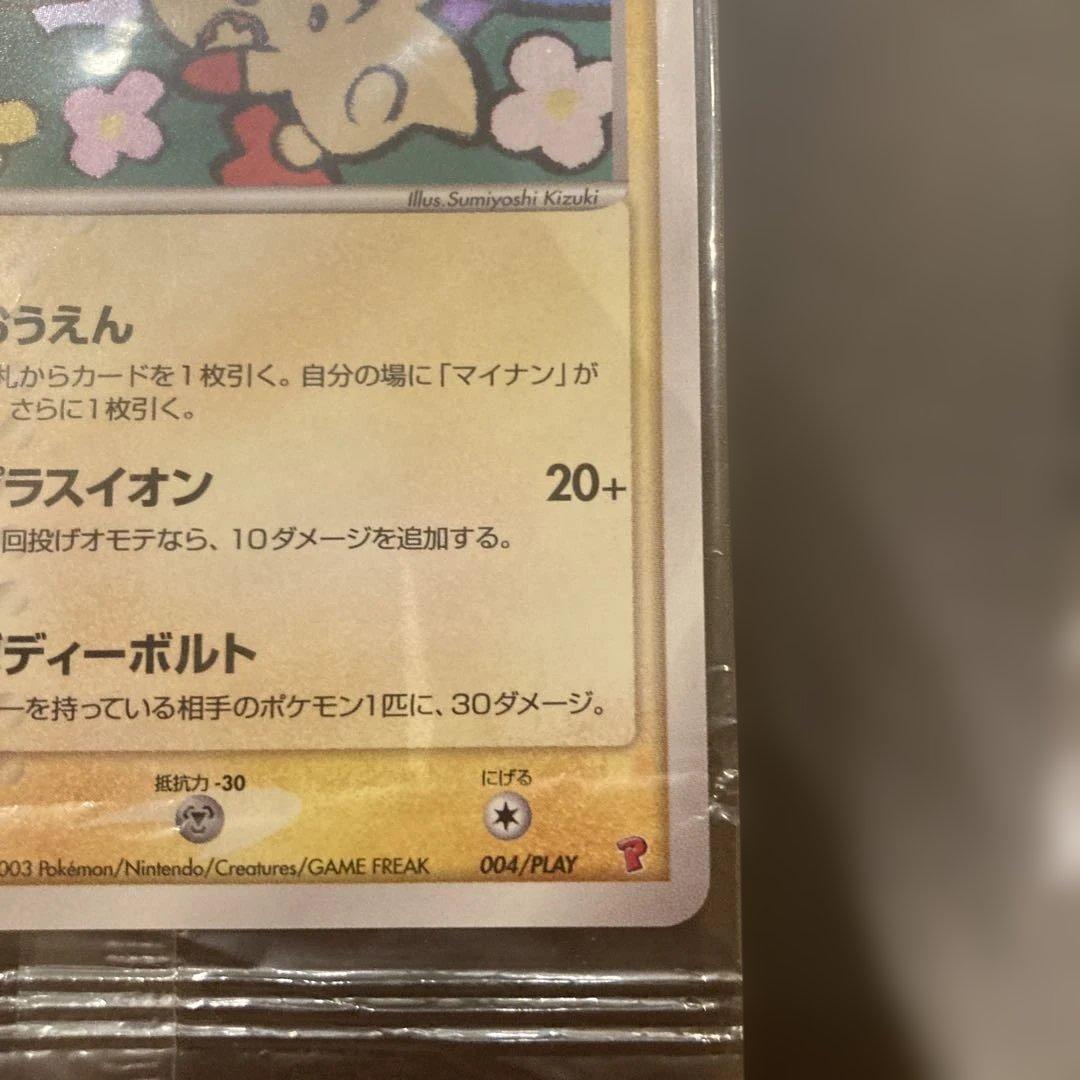 Illus. Sumiyoshi Kizuki
おうえん
札からカードを1枚引く。自分の場に「マイナン」が
さらに1枚引く。
プラスイオン 20+
回投げオモテなら、10ダメージを追加する。
ディーボルト
ーを持っている相手のポケモン1匹に、30ダメージ。
抵抗力 -30 にげる
003 Pokémon/Nintendo/Creatures/GAME FREAK 004/PLAY P